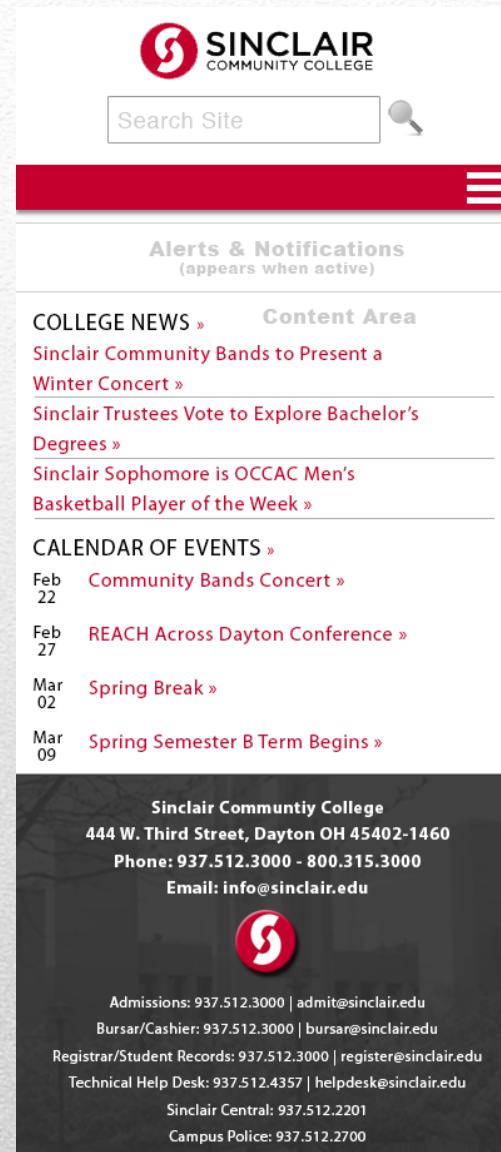 SINCLAIR
COMMUNITY COLLEGE
Search Site
Alerts & Notifications
(appears when active)
Content Area
COLLEGE NEWS »
Sinclair Community Bands to Present a
Winter Concert »
Sinclair Trustees Vote to Explore Bachelor's
Degrees »
Sinclair Sophomore is OCCAC Men's
Basketball Player of the Week »
CALENDAR OF EVENTS »
Feb
22
Community Bands Concert »
Feb
27
REACH Across Dayton Conference »
Mar
02
Spring Break »
Mar
09
Spring Semester B Term Begins »
Sinclair Communtiy College
444 W. Third Street, Dayton OH 45402-1460
Phone: 937.512.3000 - 800.315.3000
Email: info@sinclair.edu
Admissions: 937.512.3000 | admit@sinclair.edu
Bursar/Cashier: 937.512.3000 | bursar@sinclair.edu
Registrar/Student Records: 937.512.3000 | register@sinclair.edu
Technical Help Desk: 937.512.4357 | helpdesk@sinclair.edu
Sinclair Central: 937.512.2201
Campus Police: 937.512.2700